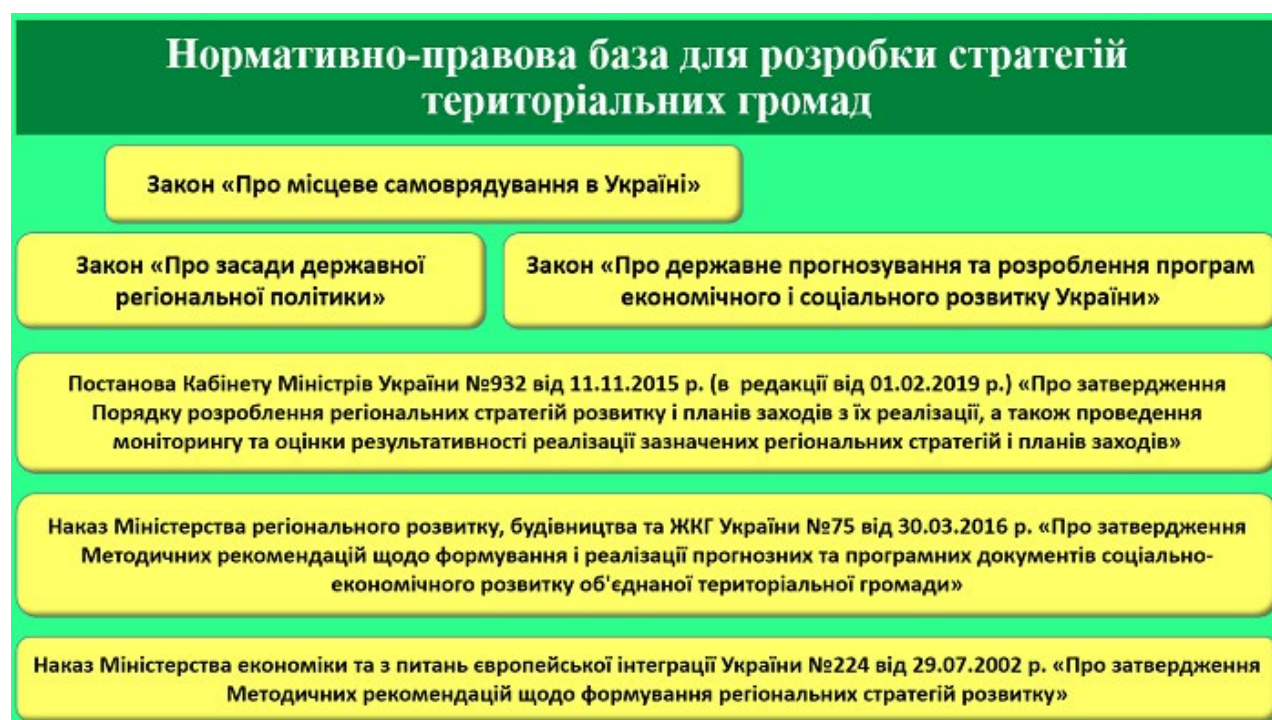 Нормативно-правова база для розробки стратегій
територіальних громад
Закон «Про місцеве самоврядування в Україні»
Закон «Про засади державної
регіональної політики»
Закон «Про державне прогнозування та розроблення програм
економічного і соціального розвитку України»
Постанова Кабінету Міністрів України №932 від 11.11.2015 р. (в редакції від 01.02.2019 р.) «Про затвердження
Порядку розроблення регіональних стратегій розвитку і планів заходів з їх реалізації, а також проведення
моніторингу та оцінки результативності реалізації зазначених регіональних стратегій і планів заходів»
Наказ Міністерства регіонального розвитку, будівництва та ЖКГ України №75 від 30.03.2016 р. «Про затвердження
Методичних рекомендацій щодо формування і реалізації прогнозних та програмних документів соціально-
економічного розвитку об'єднаної територіальної громади»
Наказ Міністерства економіки та з питань європейської інтеграції України №224 від 29.07.2002 р. «Про затвердження
Методичних рекомендацій щодо формування регіональних стратегій розвитку»